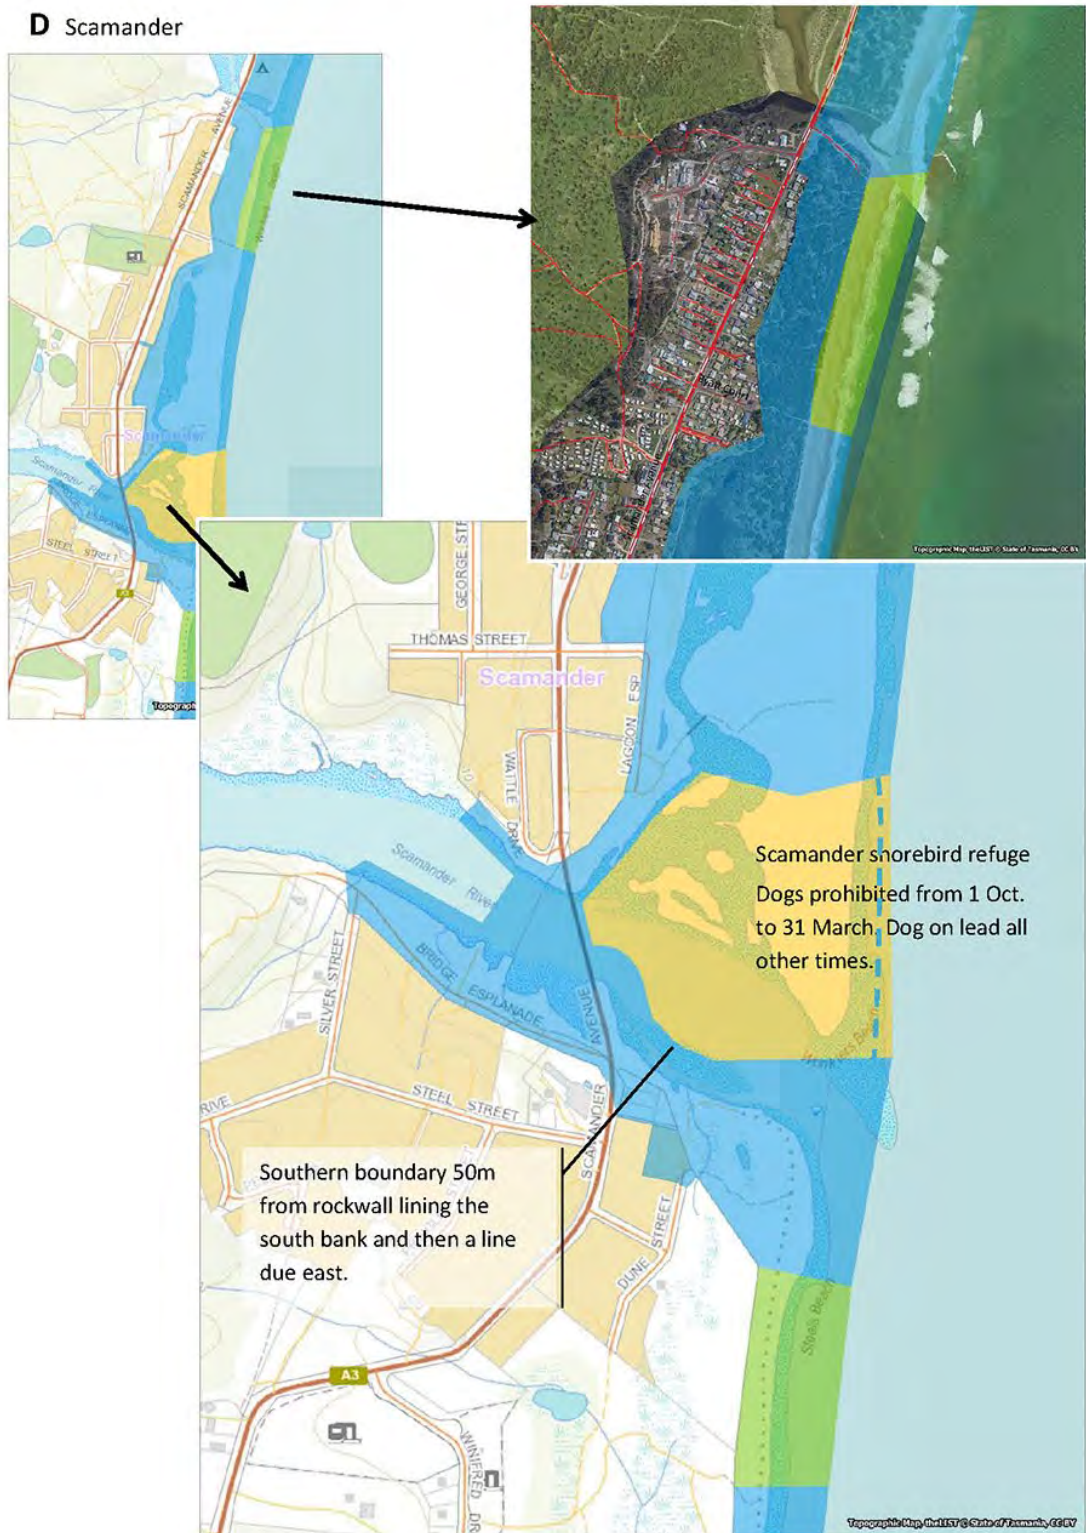 D Scamander
SCAMANDER AVENUE
Scamander
Scamander River
STEEL STREET
A3
Topograph
Topographic Map, theLIST © State of Tasmania, CC-BY
GEORGE STR
THOMAS STREET
Scamander
LAGOON ESP
WATTLE DRIVE
Scamander River
BRIDGE ESPLANADE
SILVER STREET
AVENUE
SCAMANDER
STEEL STREET
RIVE
DUNE STREET
Scamander shorebird refuge
Dogs prohibited from 1 Oct.
to 31 March. Dog on lead all
other times.
Wrinklers Beach
Southern boundary 50m
from rockwall lining the
south bank and then a line
due east.
Steels Beach
A3
WINIFRED DR
Topographic Map, theLIST © State of Tasmania, CC-BY